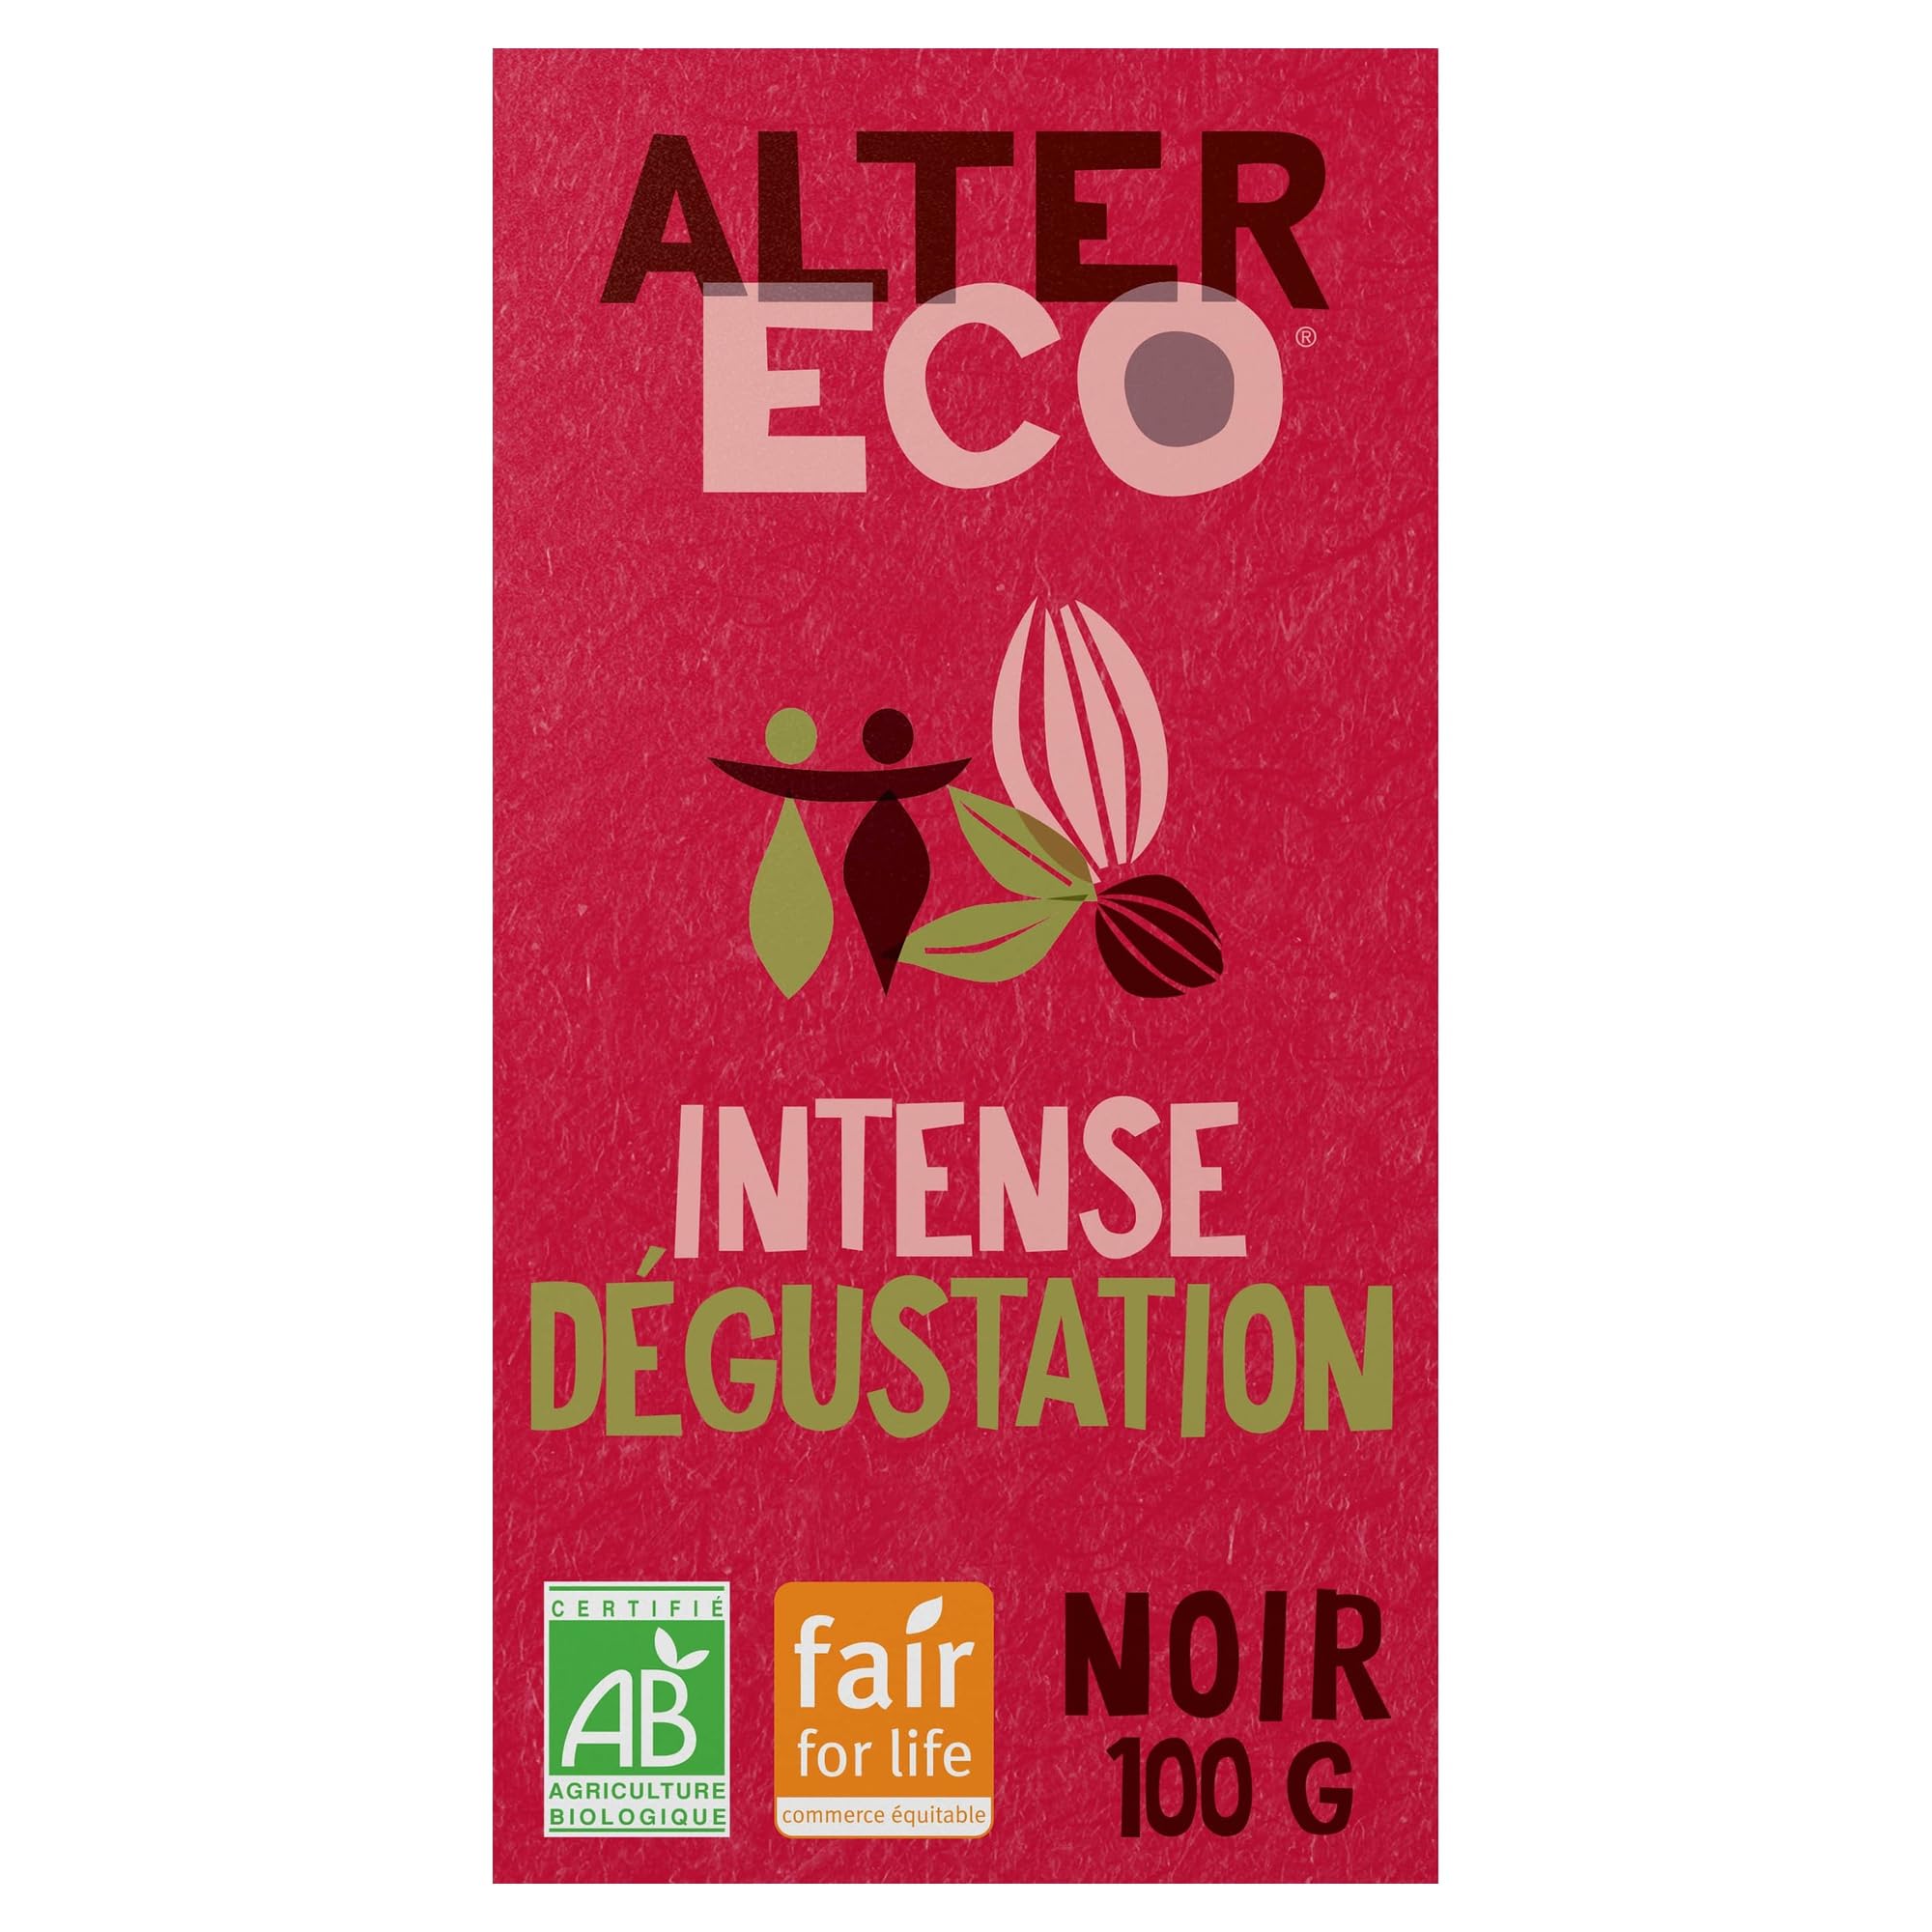 ALTER
ECO®
INTENSE
DÉGUSTATION
CERTIFIÉ
AB
AGRICULTURE
BIOLOGIQUE
fair
for life
commerce équitable
NOIR
100 G